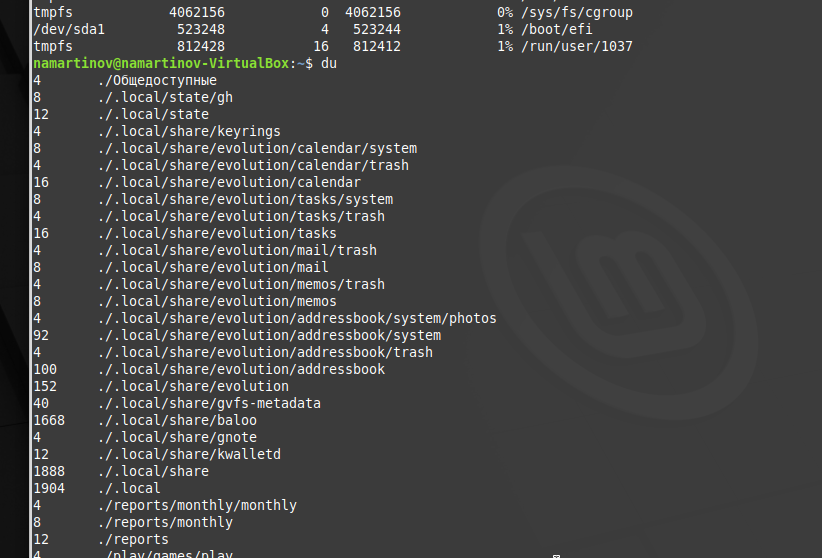 tmpfs 4062156 0 4062156 0% /sys/fs/cgroup
/dev/sda1 523248 4 523244 1% /boot/efi
tmpfs 812428 16 812412 1% /run/user/1037
namartinov@namartinov-VirtualBox:~$ du
4 ./Общедоступные
8 ./.local/state/gh
12 ./.local/state
4 ./.local/share/keyrings
8 ./.local/share/evolution/calendar/system
4 ./.local/share/evolution/calendar/trash
16 ./.local/share/evolution/calendar
8 ./.local/share/evolution/tasks/system
4 ./.local/share/evolution/tasks/trash
16 ./.local/share/evolution/tasks
4 ./.local/share/evolution/mail/trash
8 ./.local/share/evolution/mail
4 ./.local/share/evolution/memos/trash
8 ./.local/share/evolution/memos
4 ./.local/share/evolution/addressbook/system/photos
92 ./.local/share/evolution/addressbook/system
4 ./.local/share/evolution/addressbook/trash
100 ./.local/share/evolution/addressbook
152 ./.local/share/evolution
40 ./.local/share/gvfs-metadata
1668 ./.local/share/baloo
4 ./.local/share/gnote
12 ./.local/share/kwalletd
1888 ./.local/share
1904 ./.local
4 ./reports/monthly/monthly
8 ./reports/monthly
12 ./reports
4 ./play/games/play